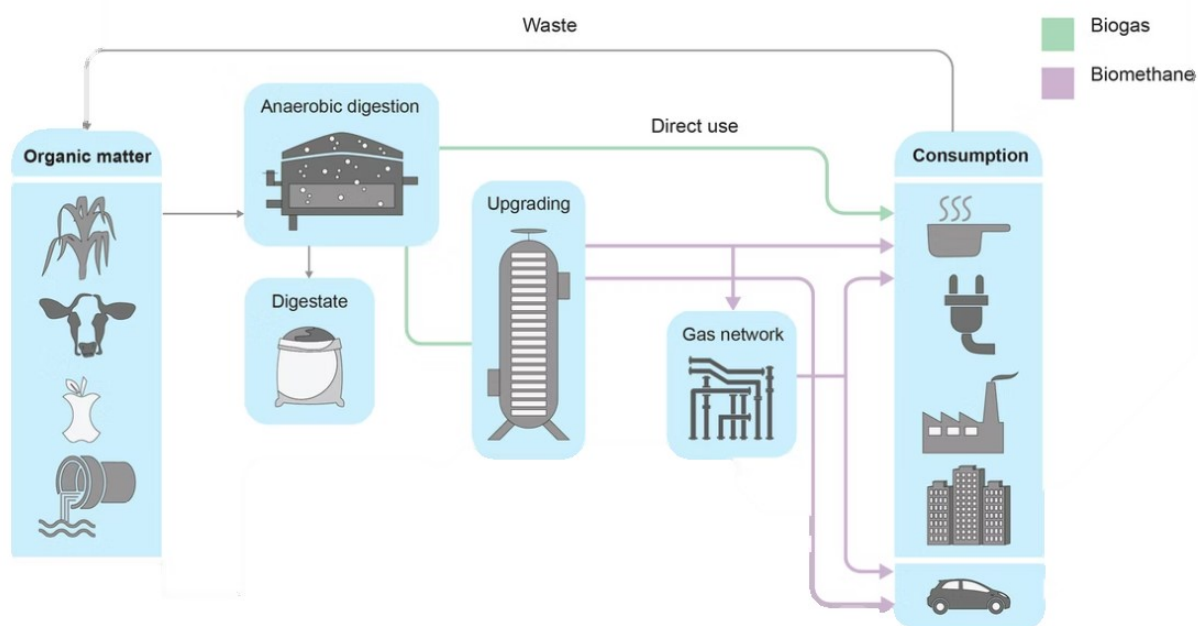 Waste
Biogas
Biomethane
Anaerobic digestion
Direct use
Organic matter
Consumption
Upgrading
Digestate
Gas network